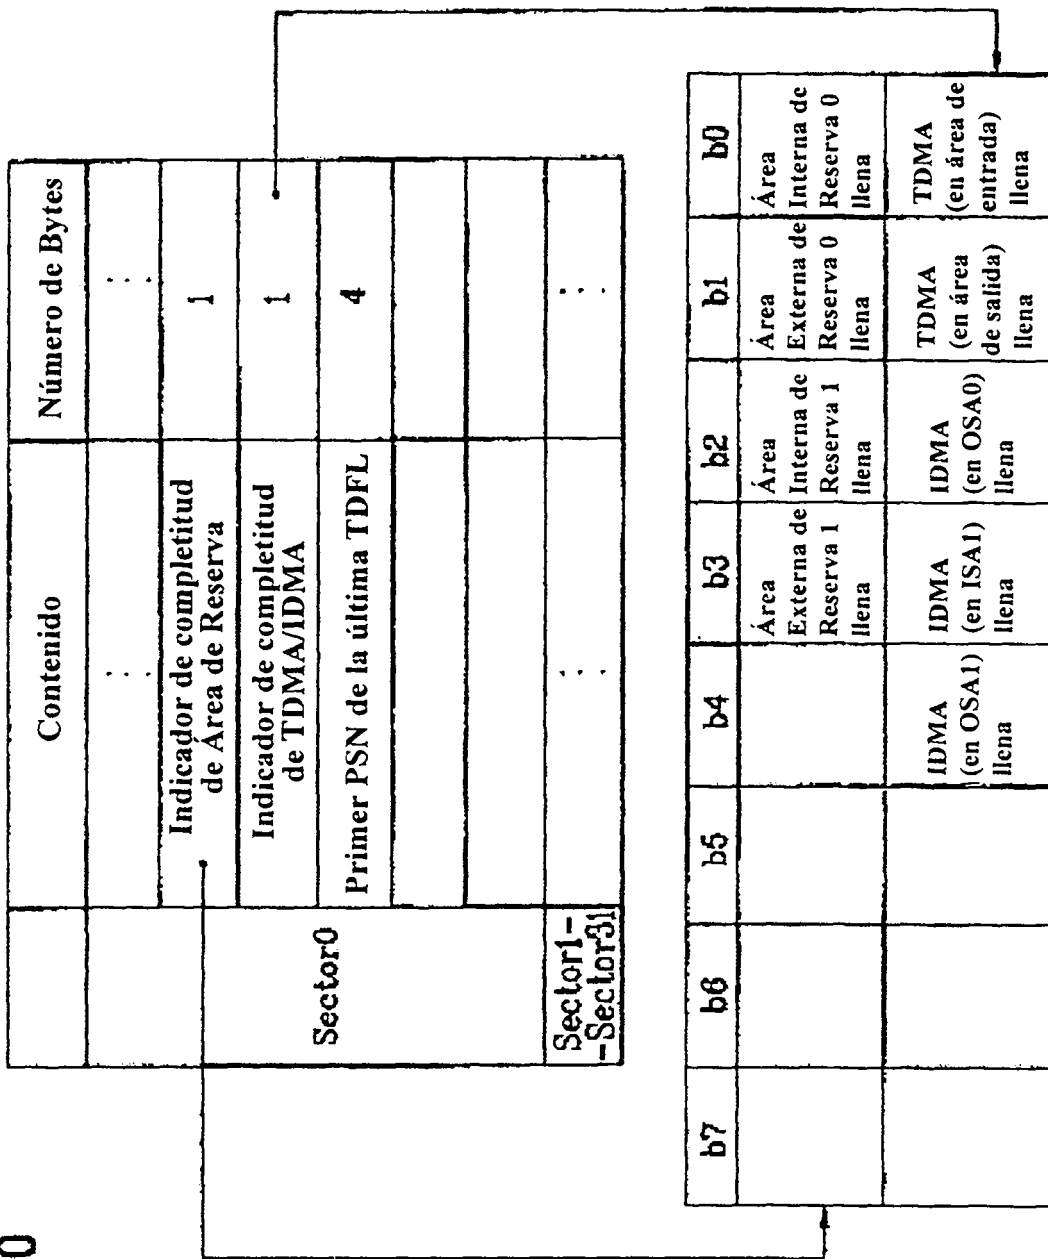 0
Contenido
Número de Bytes
Sector0
Indicador de completitud
de Área de Reserva
1
Indicador de completitud
de TDMA/IDMA
1
Primer PSN de la última TDFL
4
Sector1-
-Sector31
b7
b6
b5
b4
b3
b2
b1
b0
Área
Externa de
Reserva 1
llena
Área
Interna de
Reserva 1
llena
Área
Externa de
Reserva 0
llena
Área
Interna de
Reserva 0
llena
IDMA
(en OSA1)
llena
IDMA
(en ISA1)
llena
IDMA
(en OSA0)
llena
TDMA
(en área
de salida)
llena
TDMA
(en área de
entrada)
llena